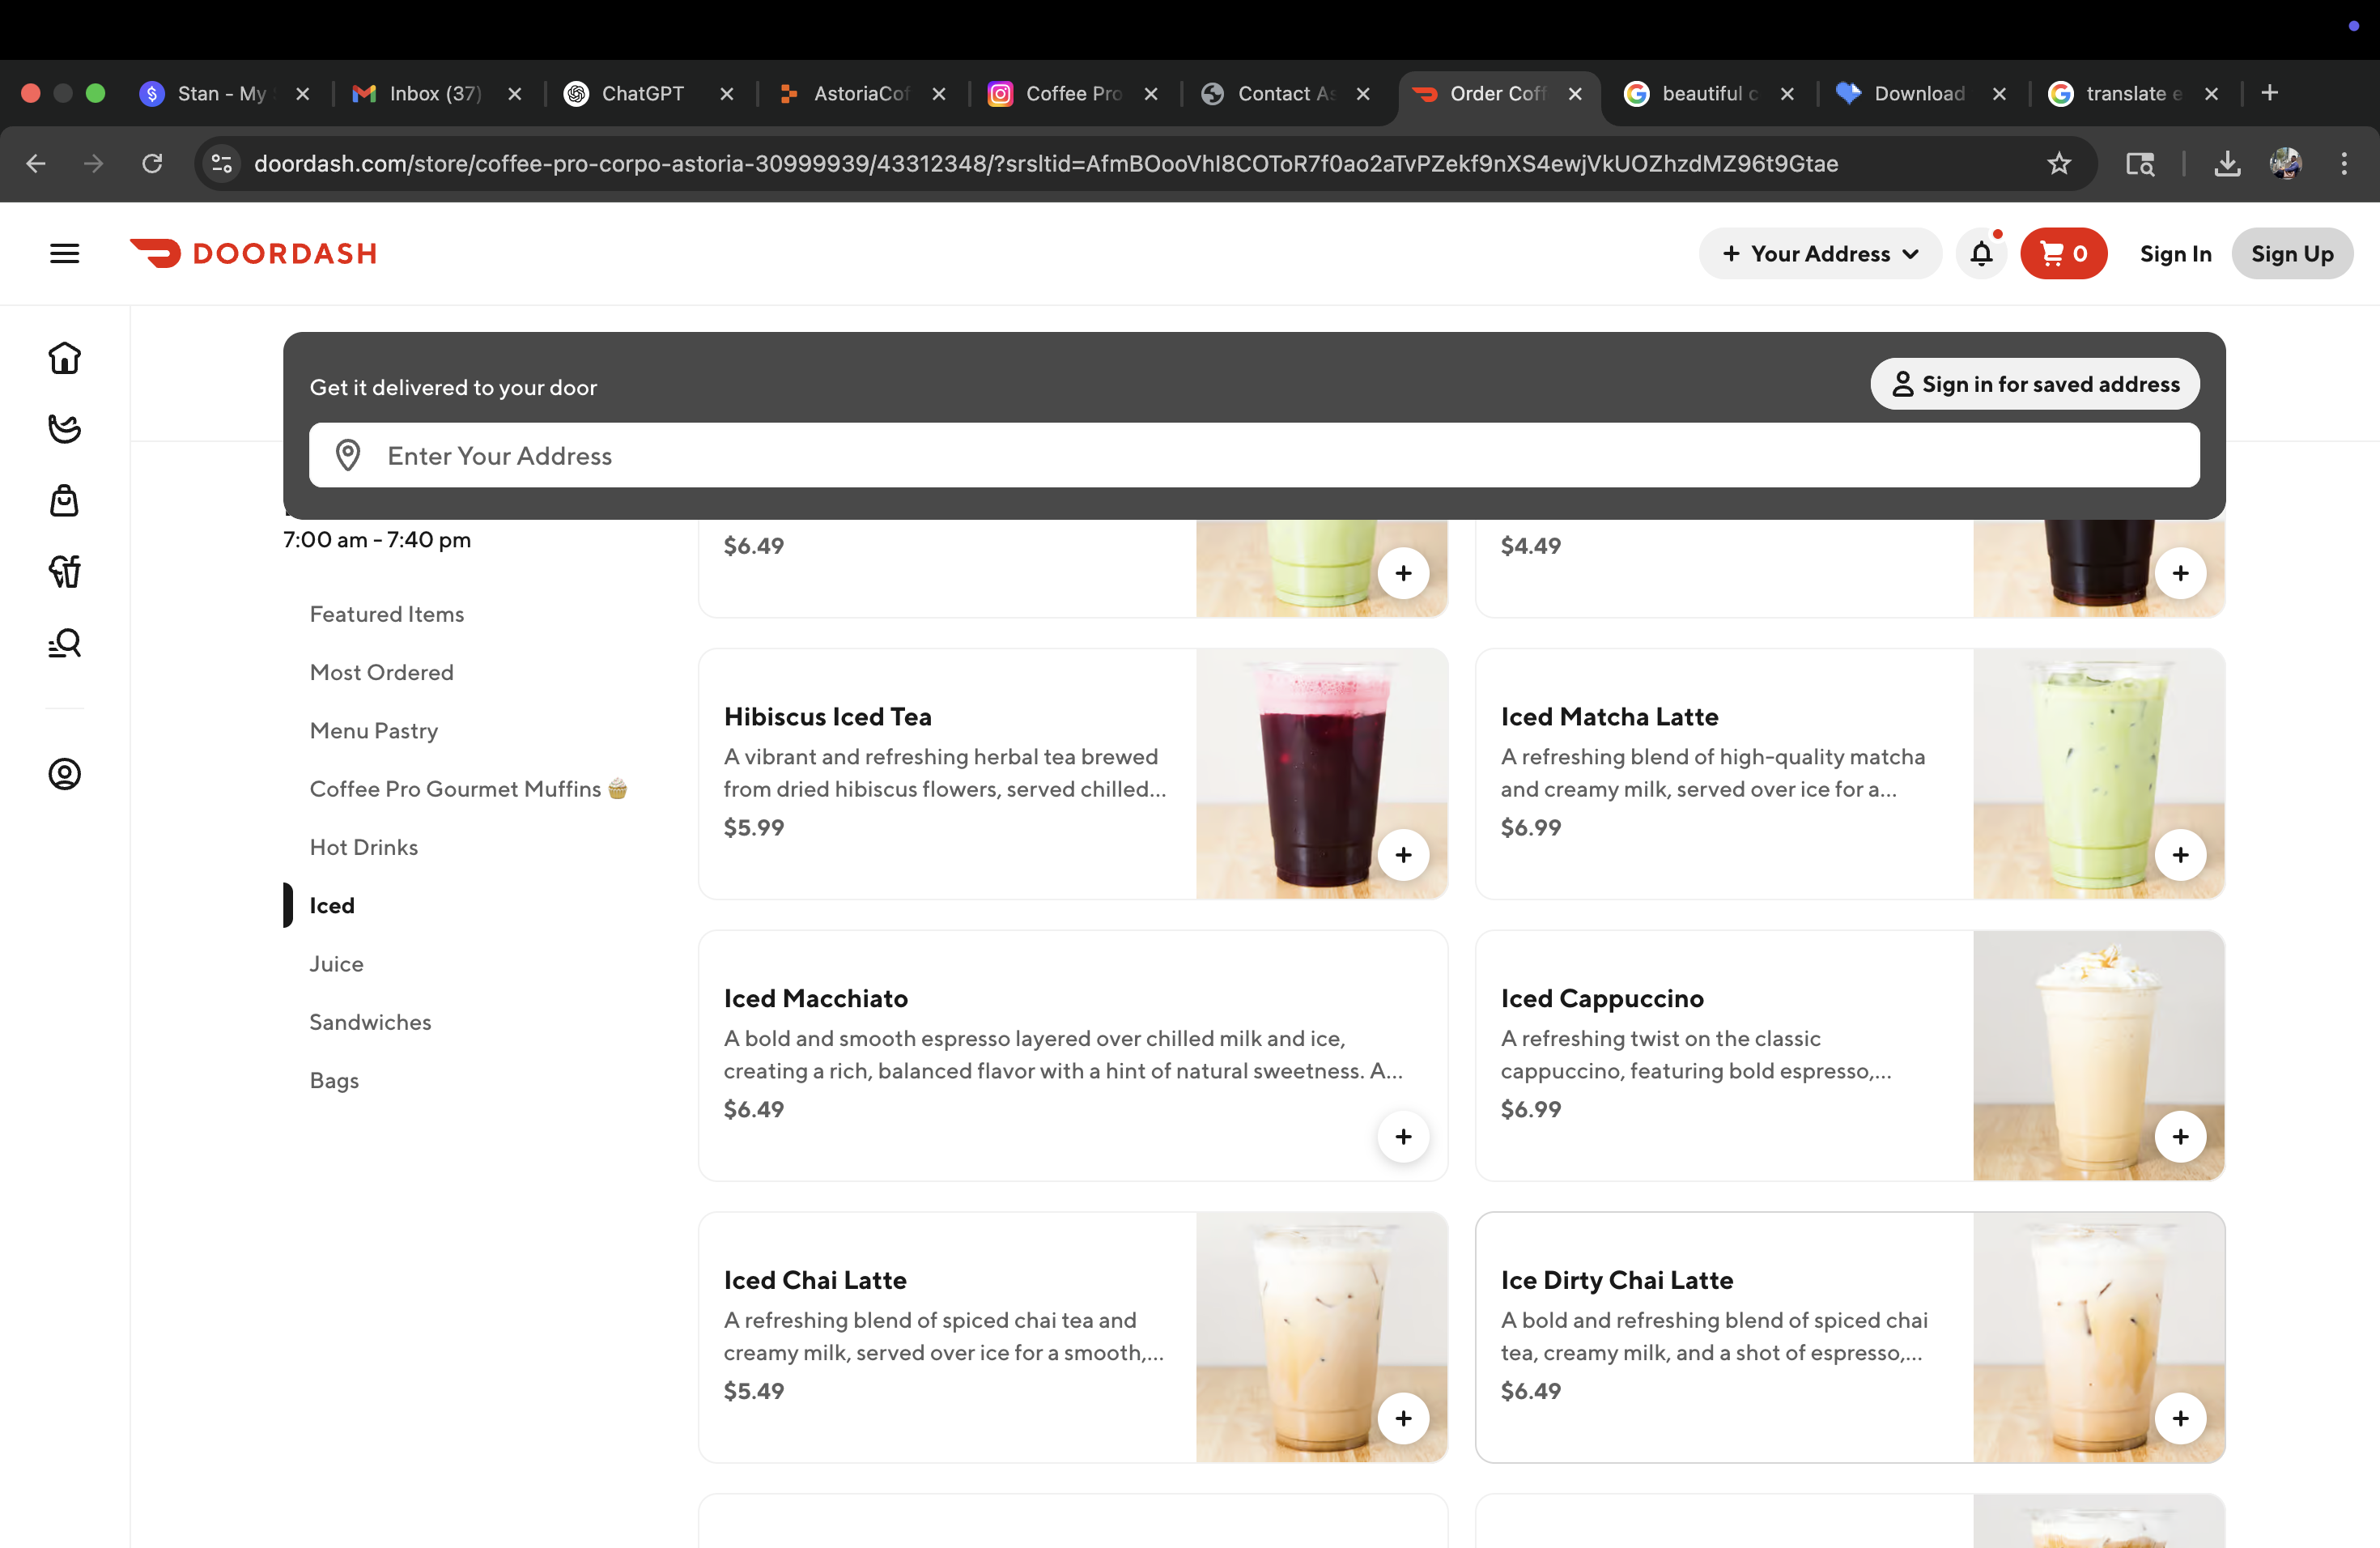 Stan - My
Inbox (37)
ChatGPT
AstoriaCof
Coffee Pro
Contact As
Order Coff
beautiful c
Download
translate e
doordash.com/store/coffee-pro-corpo-astoria-30999939/43312348/?srsltid=AfmBOooVhI8COToR7f0ao2aTvPZekf9nXS4ewjVkUOZhzdMZ96t9Gtae
DOORDASH
Your Address
0
Sign In
Sign Up
Get it delivered to your door
Sign in for saved address
Enter Your Address
7:00 am - 7:40 pm
Featured Items
Most Ordered
Menu Pastry
Coffee Pro Gourmet Muffins 🧁
Hot Drinks
Iced
Juice
Sandwiches
Bags
$6.49
$4.49
Hibiscus Iced Tea
A vibrant and refreshing herbal tea brewed
from dried hibiscus flowers, served chilled...
$5.99
Iced Matcha Latte
A refreshing blend of high-quality matcha
and creamy milk, served over ice for a...
$6.99
Iced Macchiato
A bold and smooth espresso layered over chilled milk and ice,
creating a rich, balanced flavor with a hint of natural sweetness. A...
$6.49
Iced Cappuccino
A refreshing twist on the classic
cappuccino, featuring bold espresso,...
$6.99
Iced Chai Latte
A refreshing blend of spiced chai tea and
creamy milk, served over ice for a smooth,...
$5.49
Ice Dirty Chai Latte
A bold and refreshing blend of spiced chai
tea, creamy milk, and a shot of espresso,...
$6.49